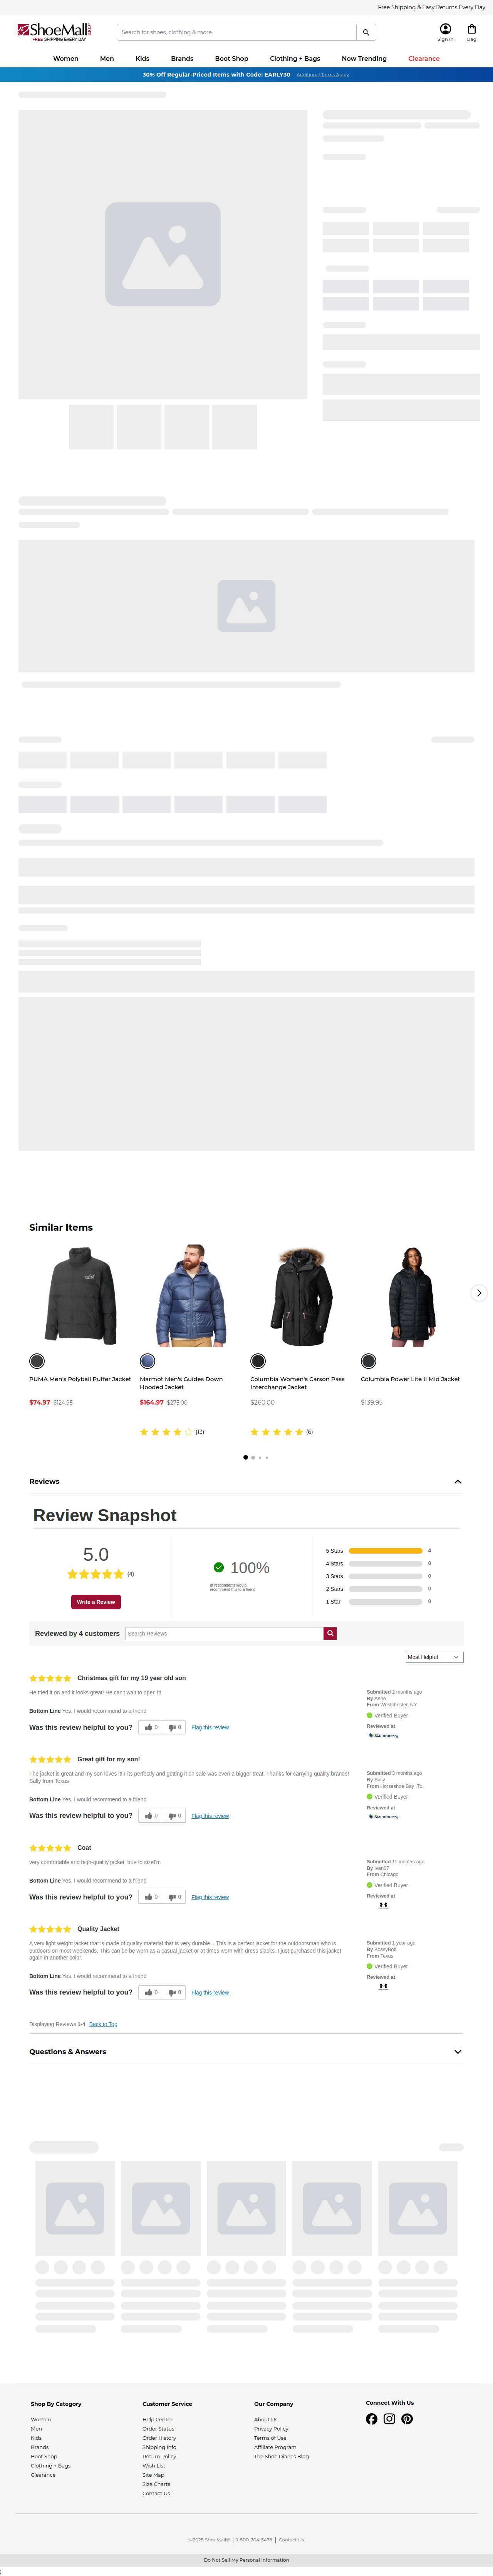 Free Shipping & Easy Returns Every Day
ShoeMall
FREE SHIPPING EVERY DAY
Search for shoes, clothing & more
Sign In
Bag
Women Men Kids Brands Boot Shop Clothing + Bags Now Trending Clearance
30% Off Regular-Priced Items with Code: EARLY30 Additional Terms Apply
Similar Items
PUMA Men's Polyball Puffer Jacket
$74.97 $124.95
Marmot Men's Guides Down
Hooded Jacket
$164.97 $275.00
(13)
Columbia Women's Carson Pass
Interchange Jacket
$260.00
(6)
Columbia Power Lite II Mid Jacket
$139.95
Reviews
Review Snapshot
5.0
(4)
Write a Review
100%
of respondents would
recommend this to a friend
5 Stars 4
4 Stars 0
3 Stars 0
2 Stars 0
1 Star 0
Reviewed by 4 customers
Search Reviews
Most Helpful
Christmas gift for my 19 year old son
He tried it on and it looks great! He can't wait to open it!
Bottom Line Yes, I would recommend to a friend
Was this review helpful to you? 0 0 Flag this review
Submitted 2 months ago
By Anne
From Westchester, NY
Verified Buyer
Reviewed at
Stoneberry
Great gift for my son!
The jacket is great and my son loves it! Fits perfectly and getting it on sale was even a bigger treat. Thanks for carrying quality brands!
Sally from Texas
Bottom Line Yes, I would recommend to a friend
Was this review helpful to you? 0 0 Flag this review
Submitted 3 months ago
By Sally
From Horseshoe Bay ,Tx.
Verified Buyer
Reviewed at
Stoneberry
Coat
very comfortable and high-quality jacket, true to size!rn
Bottom Line Yes, I would recommend to a friend
Was this review helpful to you? 0 0 Flag this review
Submitted 11 months ago
By Ivan07
From Chicago
Verified Buyer
Reviewed at
Quality Jacket
A very light weight jacket that is made of quality material that is very durable. . This is a perfect jacket for the outdoorsman who is
outdoors on most weekends. This can be be worn as a casual jacket or at times worn with dress slacks. I just purchased this jacket
again in another color.
Bottom Line Yes, I would recommend to a friend
Was this review helpful to you? 0 0 Flag this review
Submitted 1 year ago
By BossyBob
From Texas
Verified Buyer
Reviewed at
Displaying Reviews 1-4 Back to Top
Questions & Answers
Shop By Category
Women
Men
Kids
Brands
Boot Shop
Clothing + Bags
Clearance
Customer Service
Help Center
Order Status
Order History
Shipping Info
Return Policy
Wish List
Site Map
Size Charts
Contact Us
Our Company
About Us
Privacy Policy
Terms of Use
Affiliate Program
The Shoe Diaries Blog
Connect With Us
©2025 ShoeMall® 1-800-704-5478 Contact Us
Do Not Sell My Personal Information